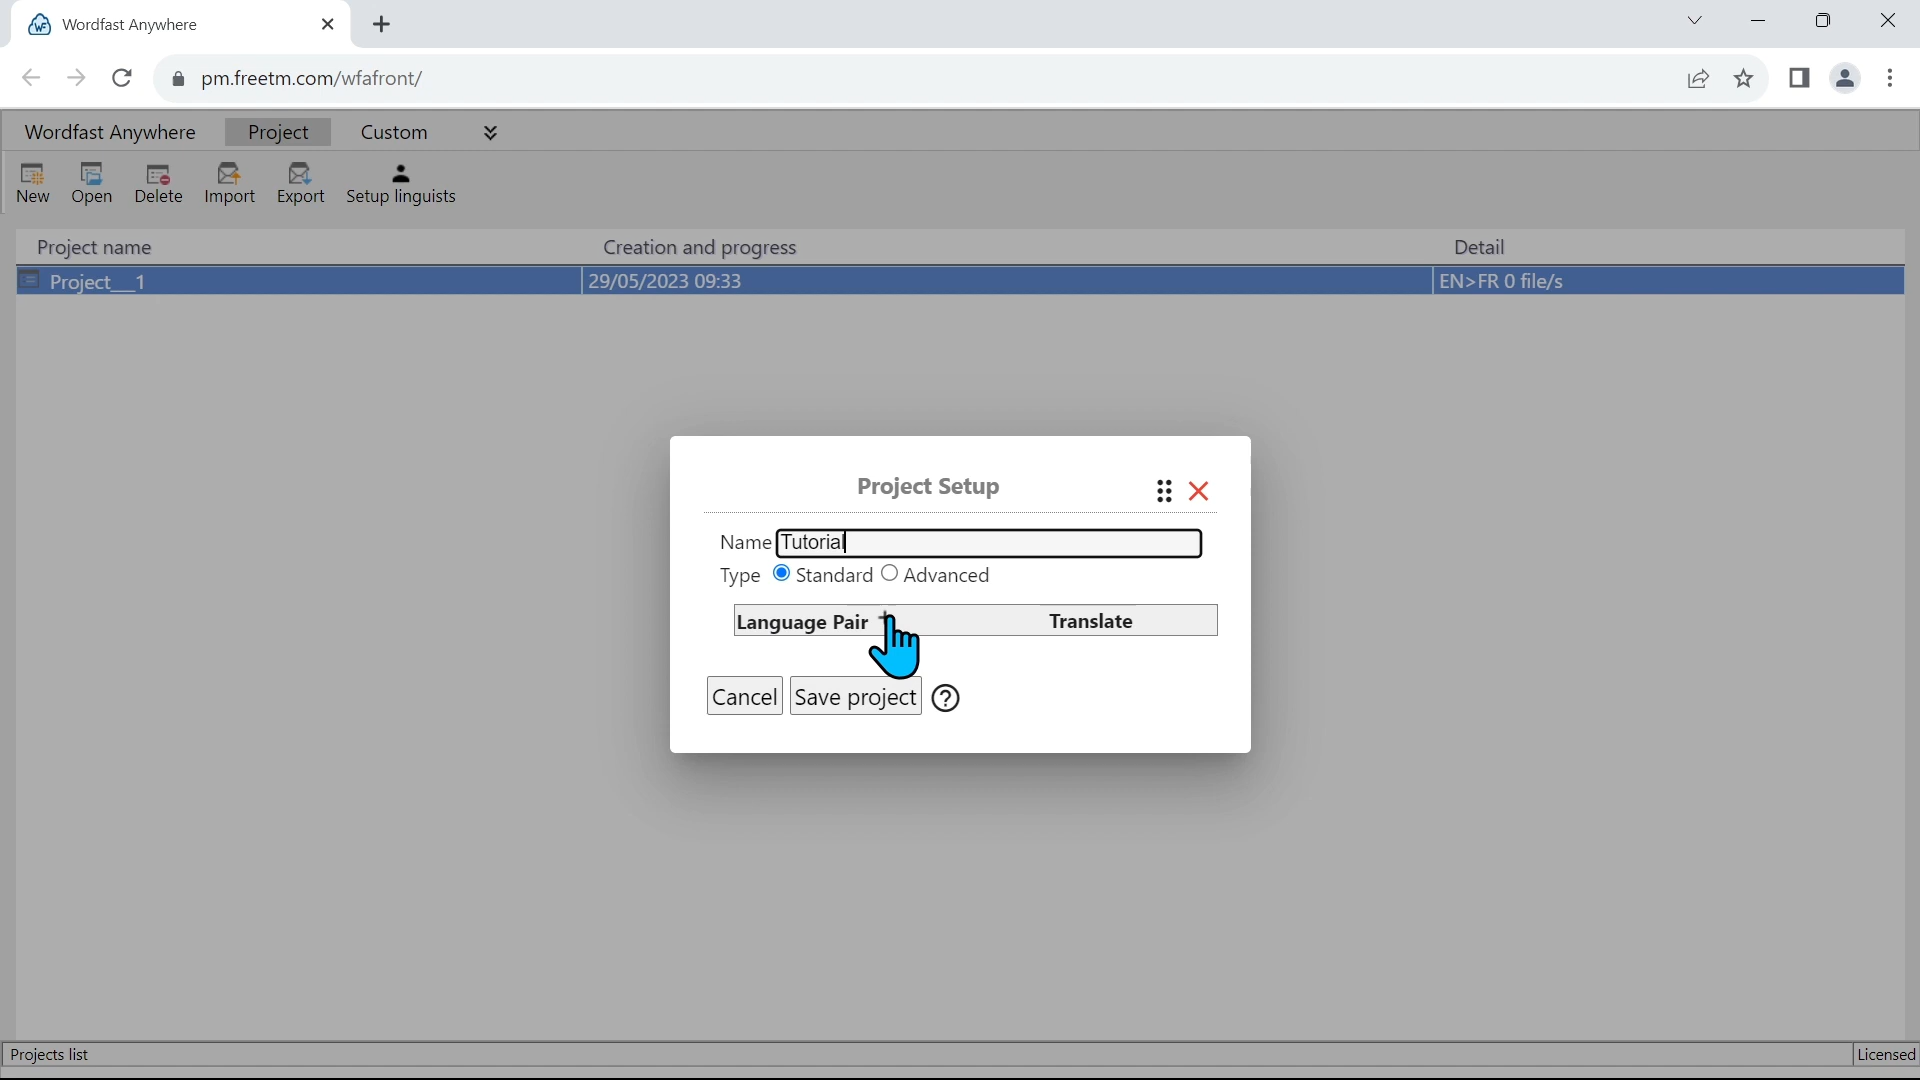 Wordfast Anywhere
pm.freetm.com/wfafront/
Wordfast Anywhere Project Custom
New Open Delete Import Export Setup linguists
Project name Creation and progress Detail
Project__1 29/05/2023 09:33 EN>FR 0 file/s
Project Setup
Name Tutorial
Type Standard Advanced
Language Pair + Translate
Cancel Save project ?
Projects list Licensed